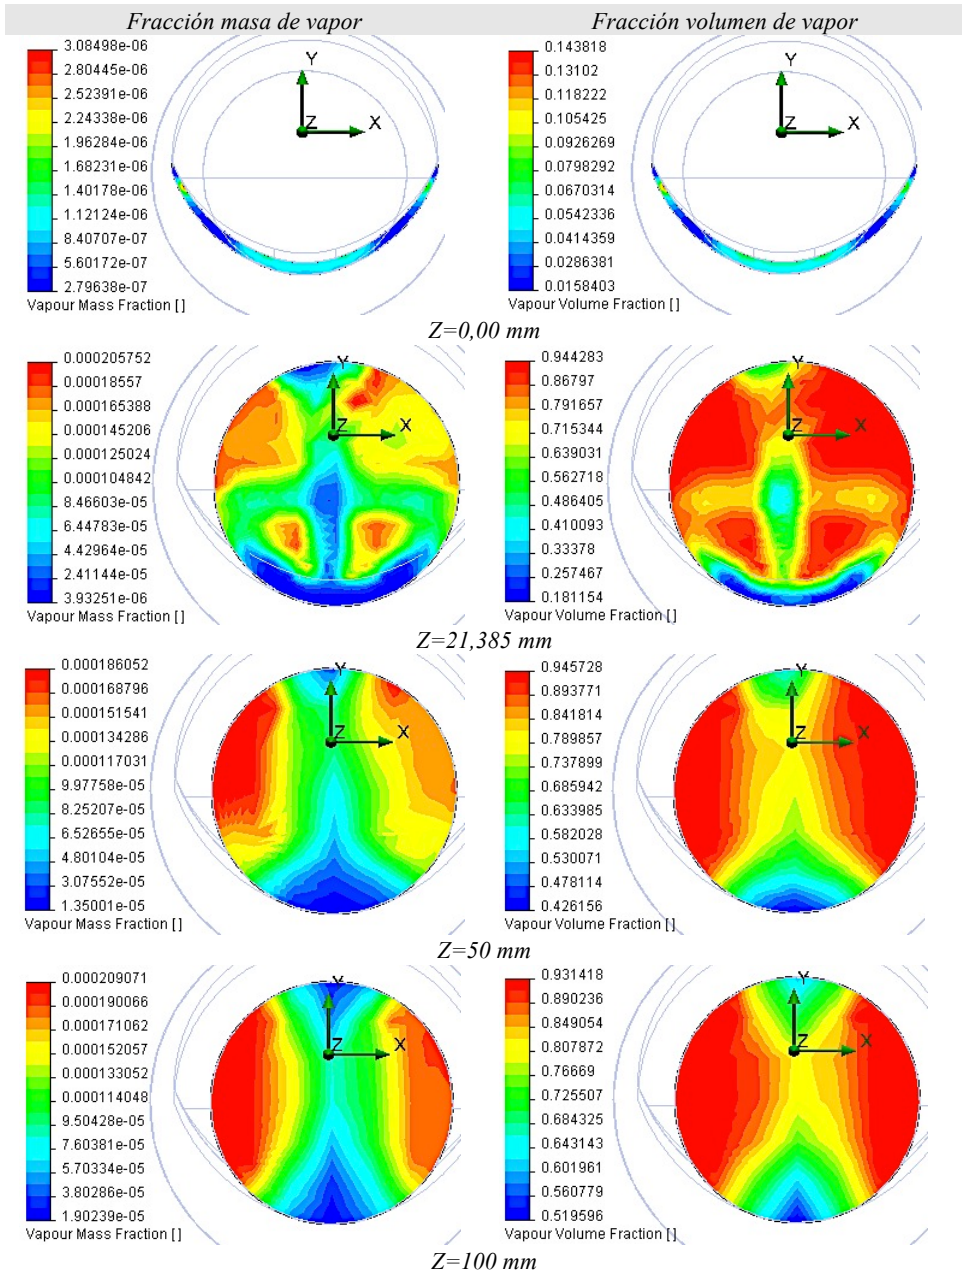 Fracción masa de vapor
Fracción volumen de vapor
3.08498e-06
2.80445e-06
2.52391e-06
2.24338e-06
1.96284e-06
1.68231e-06
1.40178e-06
1.12124e-06
8.40707e-07
5.60172e-07
2.79638e-07
Vapour Mass Fraction [ ]
Y
Z
X
0.143818
0.13102
0.118222
0.105425
0.0926269
0.0798292
0.0670314
0.0542336
0.0414359
0.0286381
0.0158403
Vapour Volume Fraction [ ]
Y
Z
X
Z=0,00 mm
0.000205752
0.00018557
0.000165388
0.000145206
0.000125024
0.000104842
8.46603e-05
6.44783e-05
4.42964e-05
2.41144e-05
3.93251e-06
Vapour Mass Fraction [ ]
Y
Z
X
0.944283
0.86797
0.791657
0.715344
0.639031
0.562718
0.486405
0.410093
0.33378
0.257467
0.181154
Vapour Volume Fraction [ ]
Y
Z
X
Z=21,385 mm
0.000186052
0.000168796
0.000151541
0.000134286
0.000117031
9.97758e-05
8.25207e-05
6.52655e-05
4.80104e-05
3.07552e-05
1.35001e-05
Vapour Mass Fraction [ ]
Y
Z
X
0.945728
0.893771
0.841814
0.789857
0.737899
0.685942
0.633985
0.582028
0.530071
0.478114
0.426156
Vapour Volume Fraction [ ]
Y
Z
X
Z=50 mm
0.000209071
0.000190066
0.000171062
0.000152057
0.000133052
0.000114048
9.50428e-05
7.60381e-05
5.70334e-05
3.80286e-05
1.90239e-05
Vapour Mass Fraction [ ]
Y
Z
X
0.931418
0.890236
0.849054
0.807872
0.76669
0.725507
0.684325
0.643143
0.601961
0.560779
0.519596
Vapour Volume Fraction [ ]
Y
Z
X
Z=100 mm